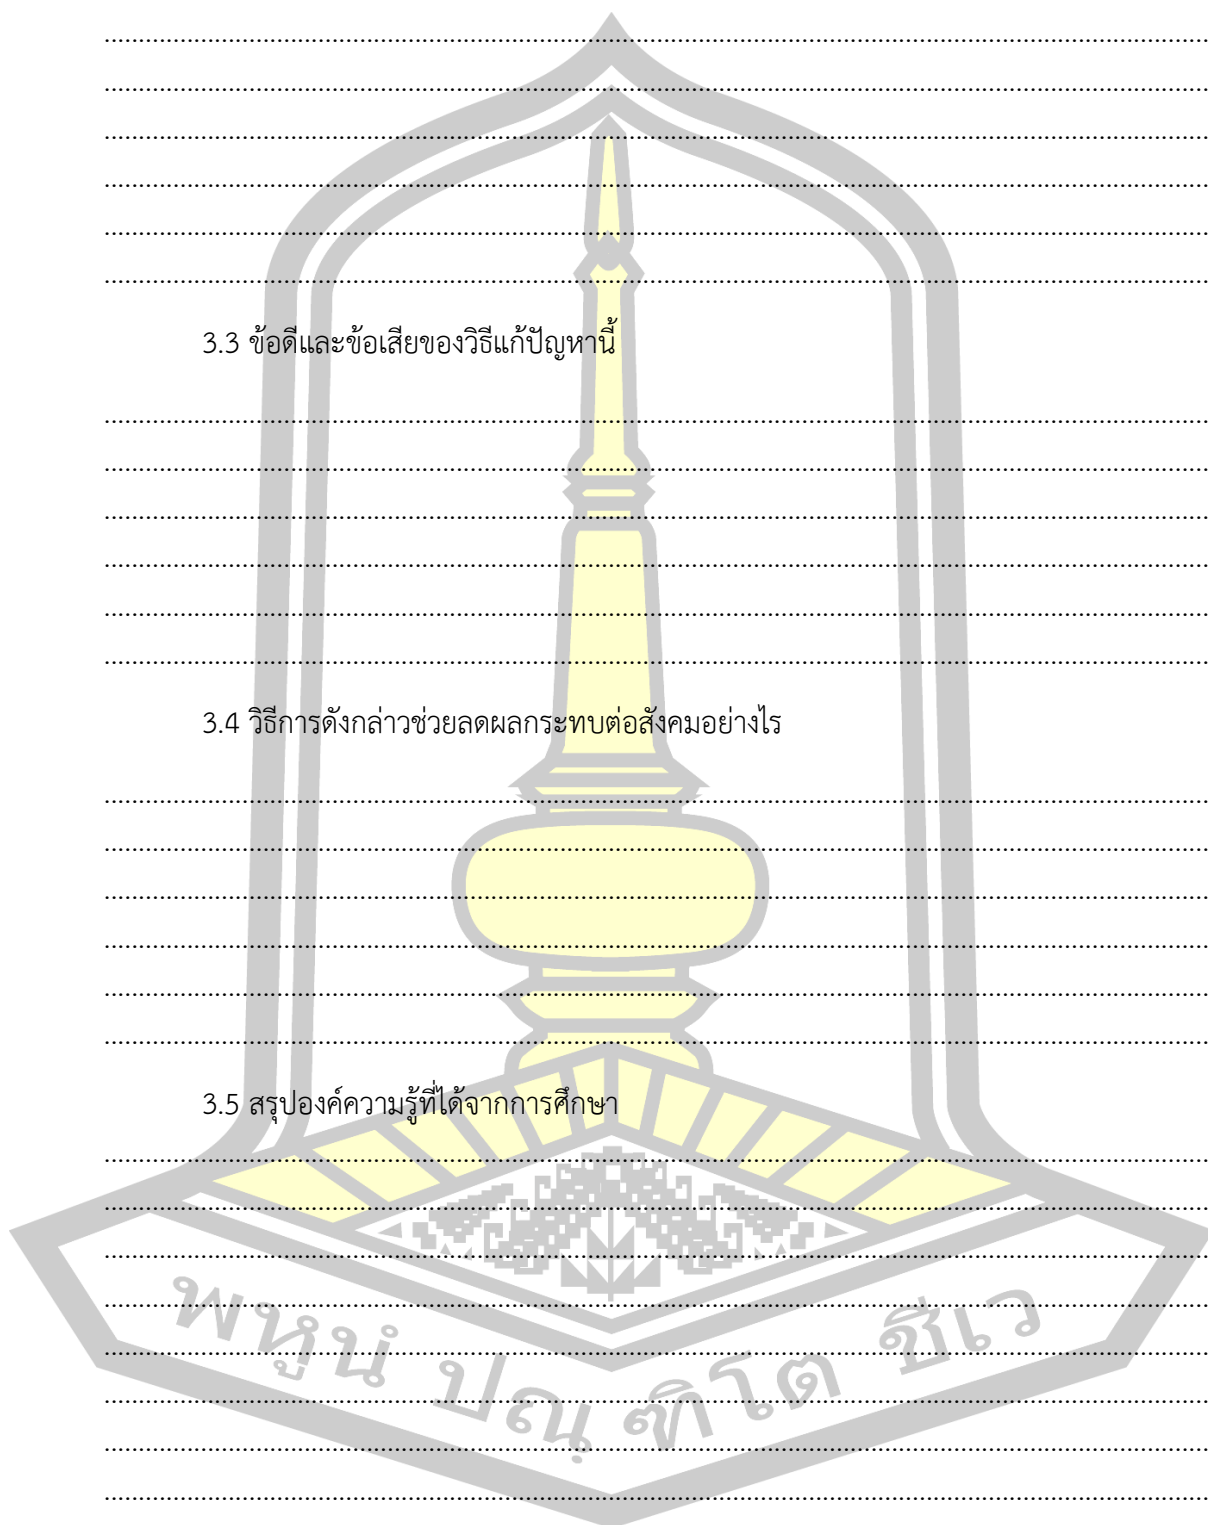 3.3 ข้อดีและข้อเสียของวิธีแก้ปัญหานี้
3.4 วิธีการดังกล่าวช่วยลดผลกระทบต่อสังคมอย่างไร
3.5 สรุปองค์ความรู้ที่ได้จากการศึกษา
พหูนํ ปณฺฑิโต ชีเว